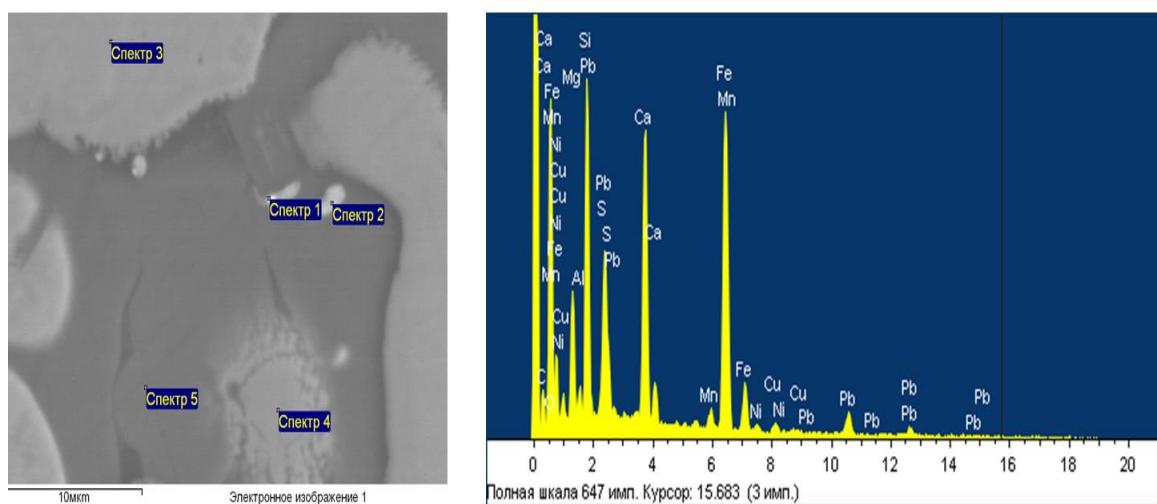 Спектр 3
Спектр 1
Спектр 2
Спектр 5
Спектр 4
10мкm
Электронное изображение 1
Ca
Si
Ca
Mg
Pb
Fe
Fe
Mn
Mn
Ca
Ni
Cu
Pb
Cu
S
Ni
S
Ca
Fe
Pb
Mn
Al
Cu
Ni
C
O
Mn
Fe
Ni
Cu
Ni
Cu
Pb
Pb
Pb
Pb
Pb
Pb
Pb
0 2 4 6 8 10 12 14 16 18 20
Полная шкала 647 имп. Курсор: 15.683 (3 имп.)